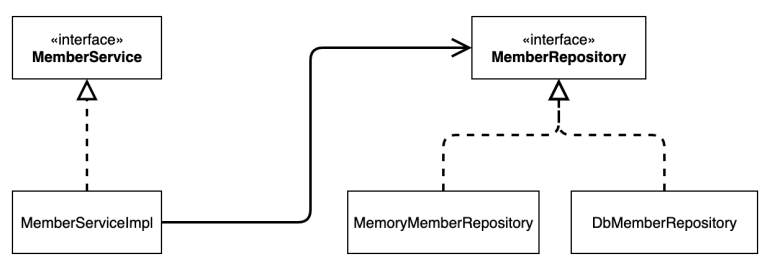 «interface»
MemberService
«interface»
MemberRepository
MemberServiceImpl
MemoryMemberRepository
DbMemberRepository